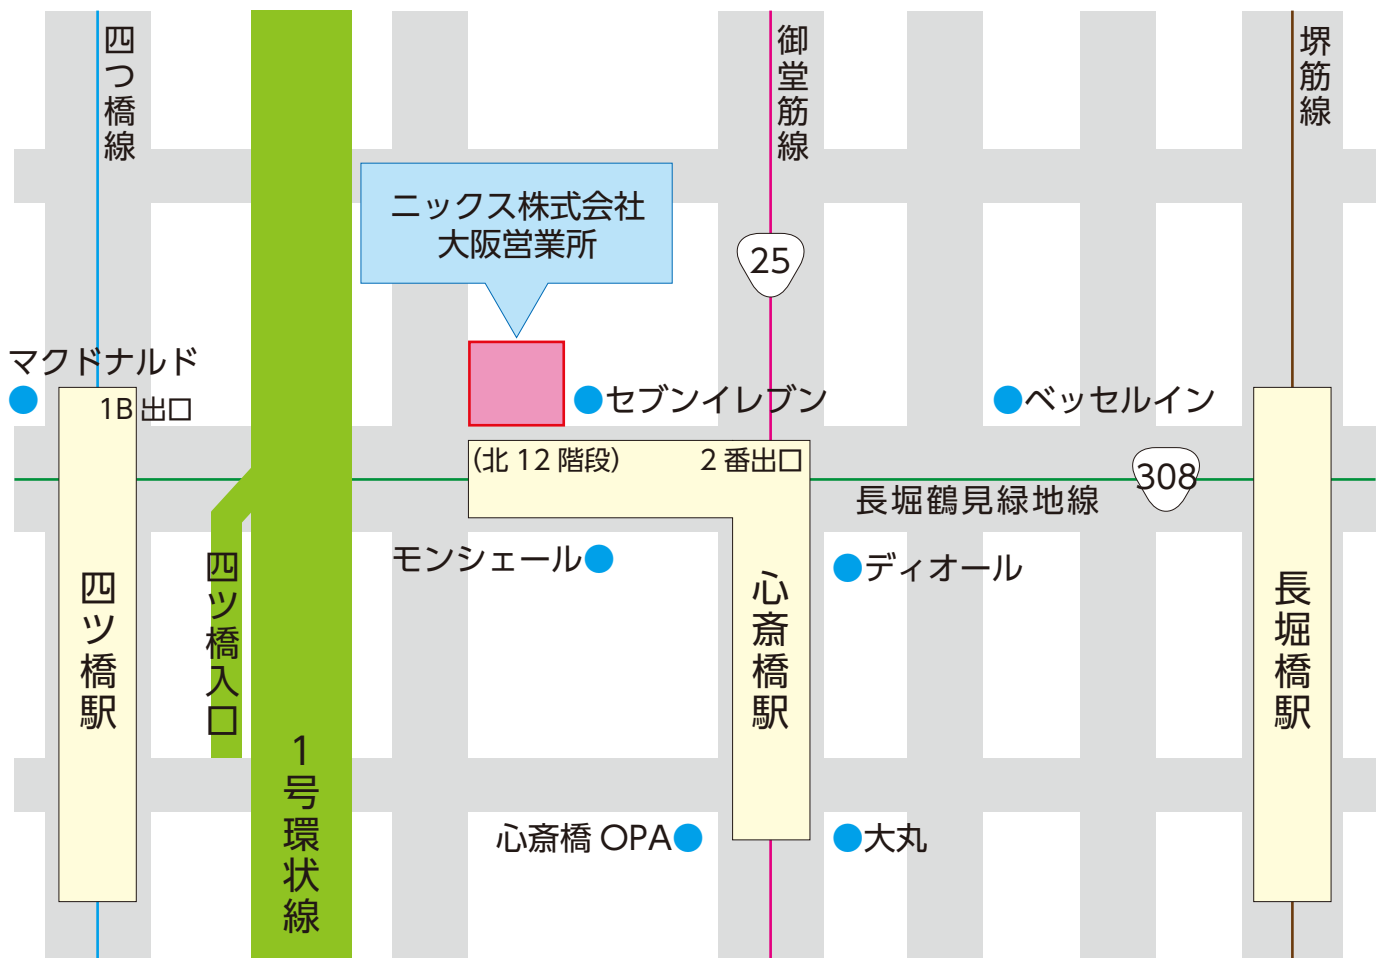 四つ橋線
御堂筋線
堺筋線
ニックス株式会社
大阪営業所
25
マクドナルド
1B 出口
セブンイレブン
ベッセルイン
(北 12 階段)
2 番出口
308
長堀鶴見緑地線
モンシェール
ディオール
四ツ橋駅
四ツ橋入口
心斎橋駅
長堀橋駅
1号環状線
心斎橋 OPA
大丸